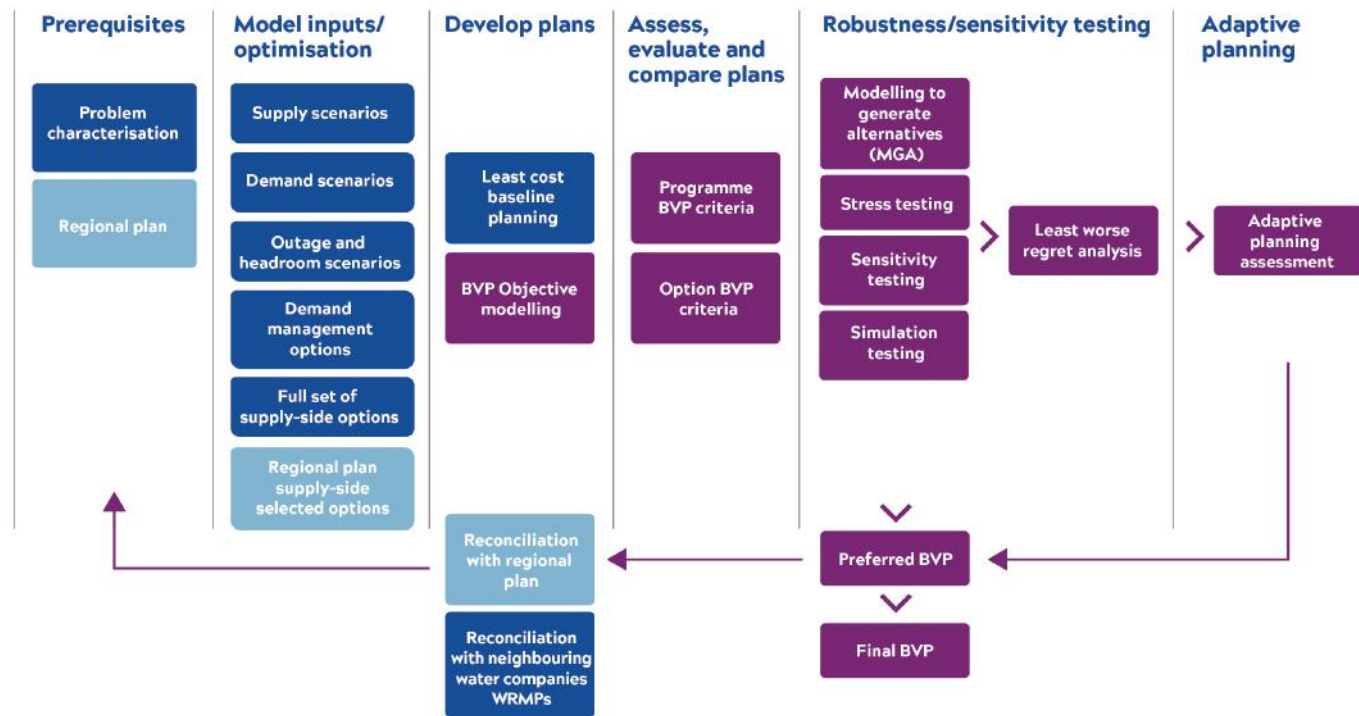 Prerequisites
Model inputs/
optimisation
Develop plans
Assess,
evaluate and
compare plans
Robustness/sensitivity testing
Adaptive
planning
Problem
characterisation
Regional plan
Supply scenarios
Demand scenarios
Outage and
headroom scenarios
Demand
management
options
Full set of
supply-side options
Regional plan
supply-side
selected options
Least cost
baseline
planning
BVP Objective
modelling
Programme
BVP criteria
Option BVP
criteria
Modelling to
generate
alternatives
(MGA)
Stress testing
Sensitivity
testing
Simulation
testing
Least worse
regret analysis
Adaptive
planning
assessment
Reconciliation
with regional
plan
Reconciliation
with neighbouring
water companies
WRMPs
Preferred BVP
Final BVP